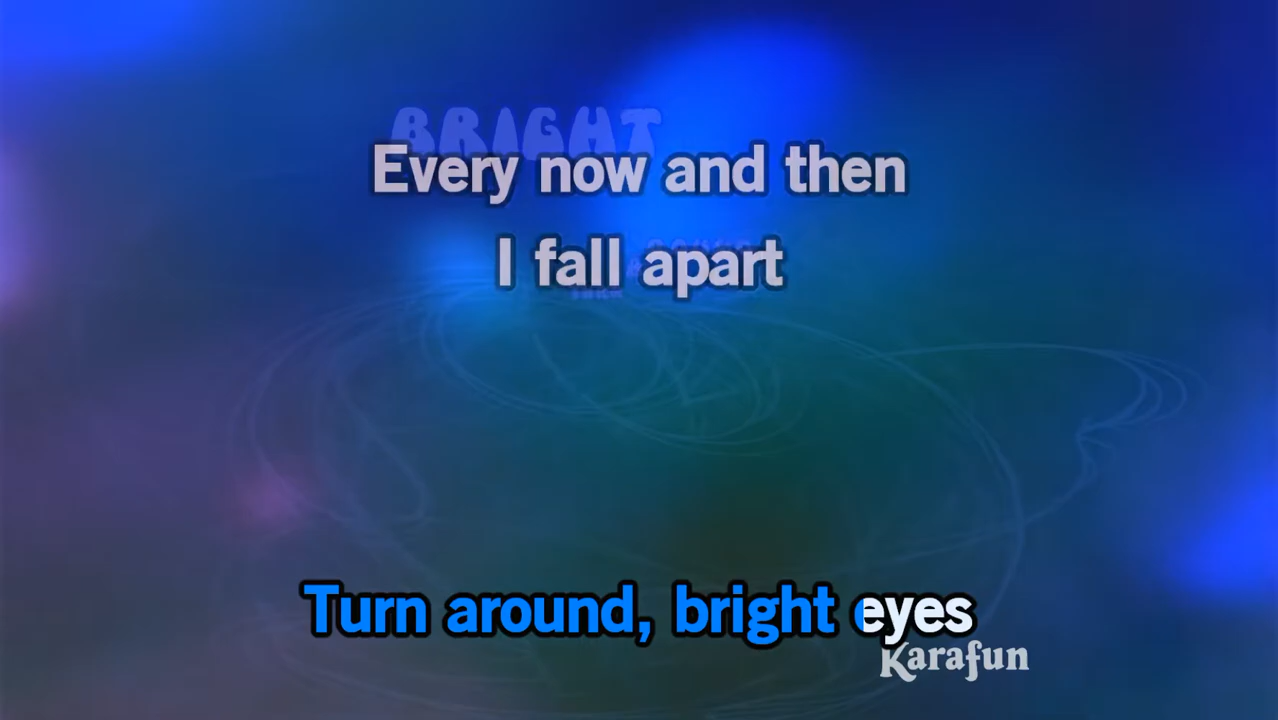 BRIGHT
Every now and then
I fall apart
Turn around, bright eyes
Karafun